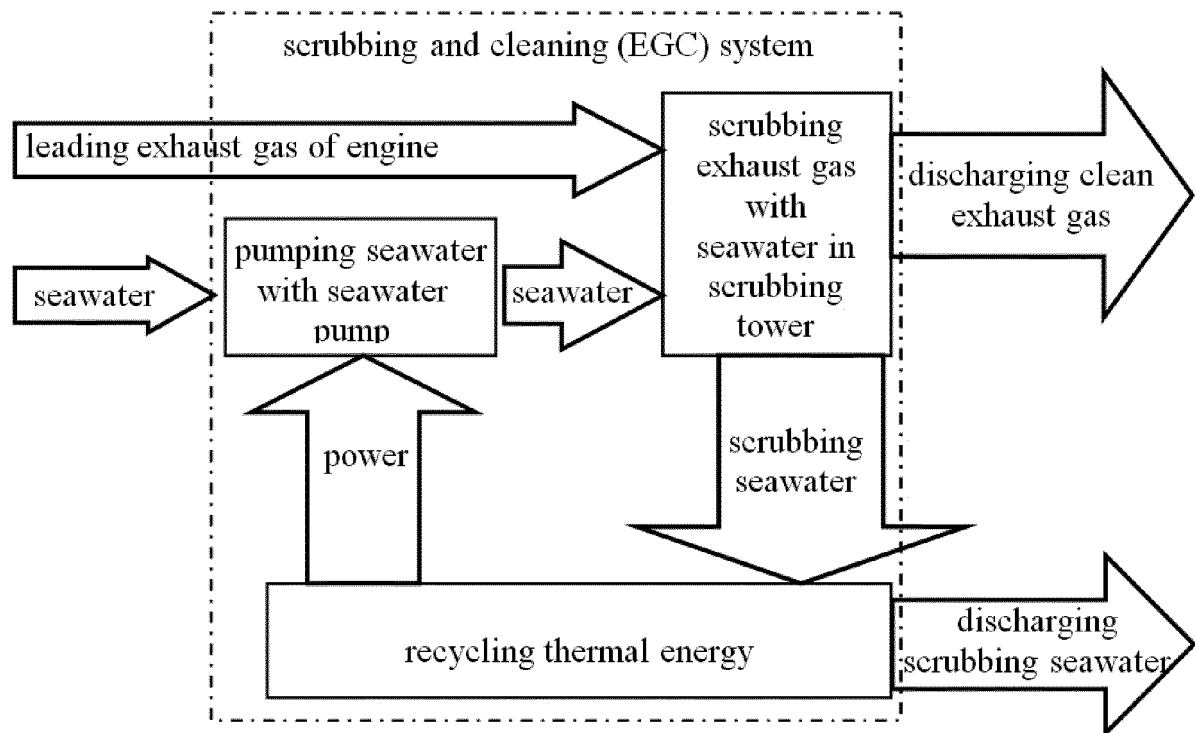 scrubbing and cleaning (EGC) system
leading exhaust gas of engine
scrubbing
exhaust gas
with
seawater in
scrubbing
tower
discharging clean
exhaust gas
seawater
pumping seawater
with seawater
pump
seawater
power
scrubbing
seawater
recycling thermal energy
discharging
scrubbing seawater